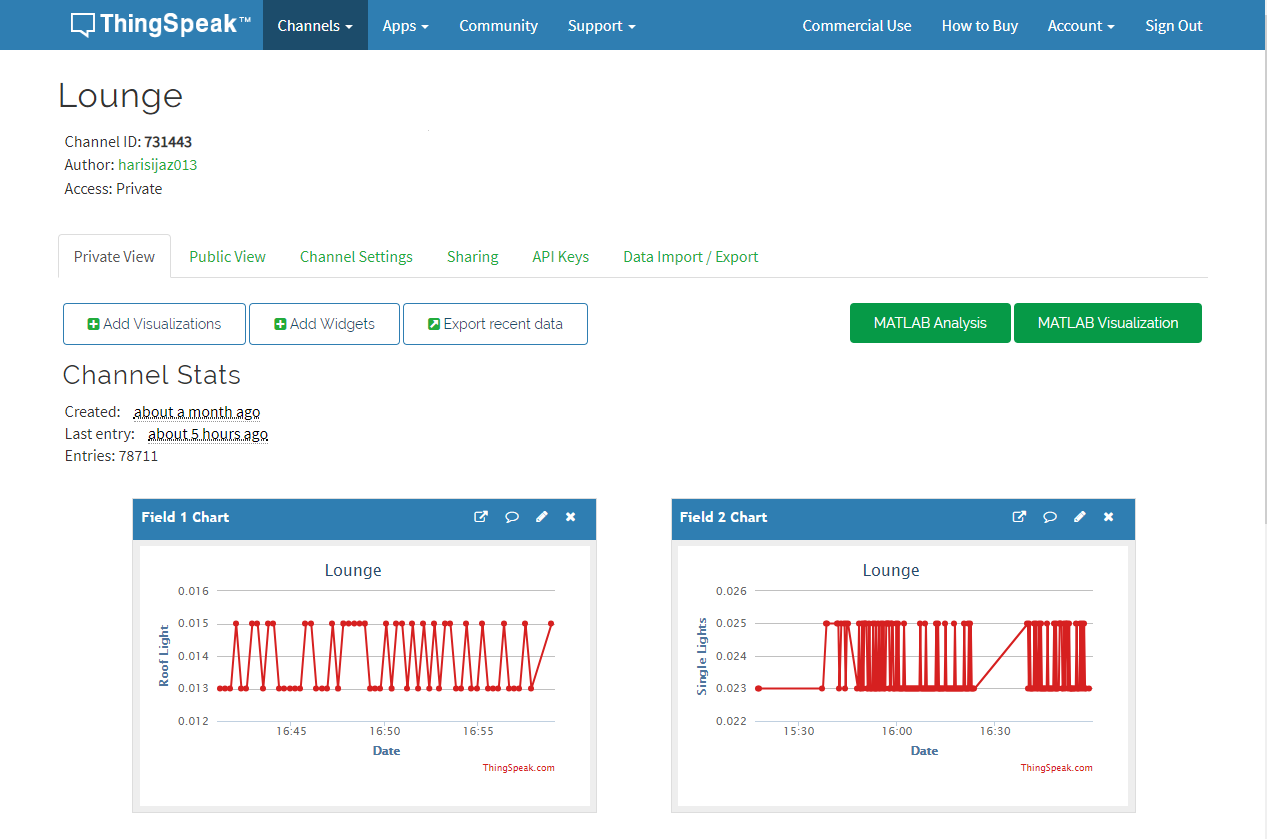 ThingSpeak™ Channels Apps Community Support Commercial Use How to Buy Account Sign Out
Lounge
Channel ID: 731443
Author: harisijaz013
Access: Private
Private View Public View Channel Settings Sharing API Keys Data Import / Export
Add Visualizations Add Widgets Export recent data MATLAB Analysis MATLAB Visualization
Channel Stats
Created: about a month ago
Last entry: about 5 hours ago
Entries: 78711
Field 1 Chart
Lounge
0.016
0.015
0.014
0.013
0.012
Roof Light
16:45 16:50 16:55
Date
ThingSpeak.com
Field 2 Chart
Lounge
0.026
0.025
0.024
0.023
0.022
Single Lights
15:30 16:00 16:30
Date
ThingSpeak.com